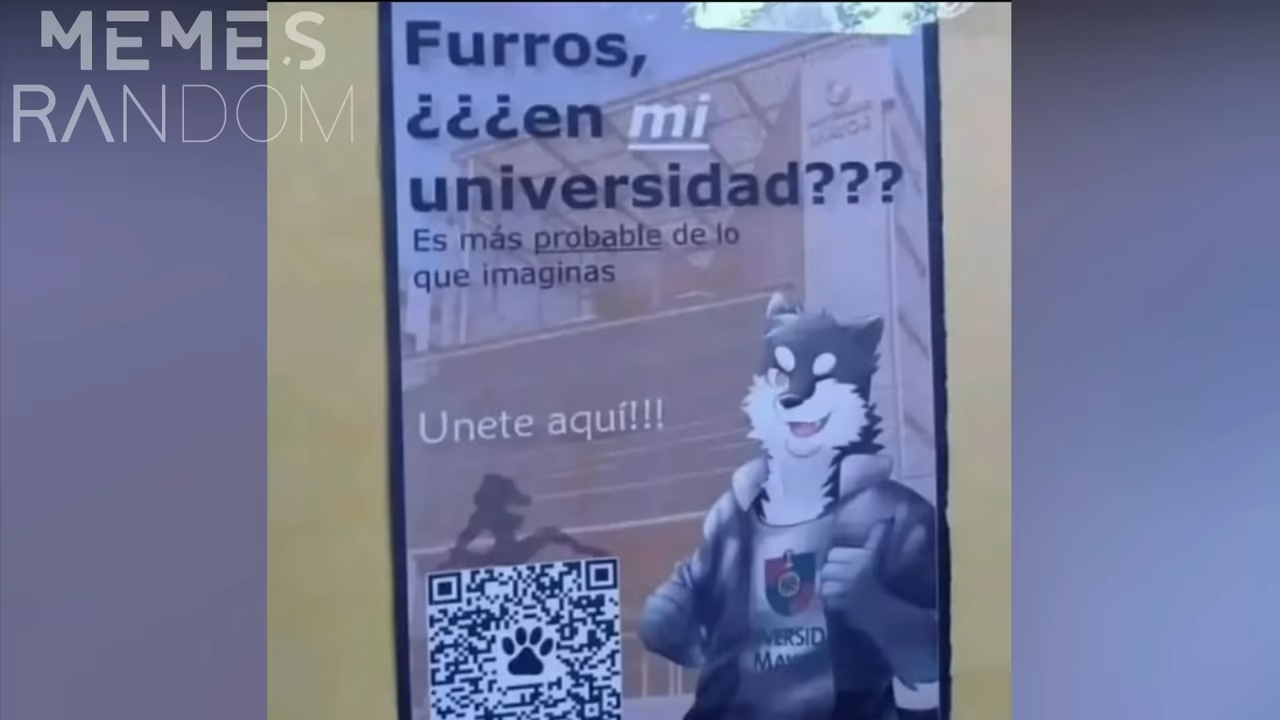 MEMES
RANDOM
Furros,
¿¿¿en mi
universidad???
Es más probable de lo
que imaginas
Unete aquí!!!